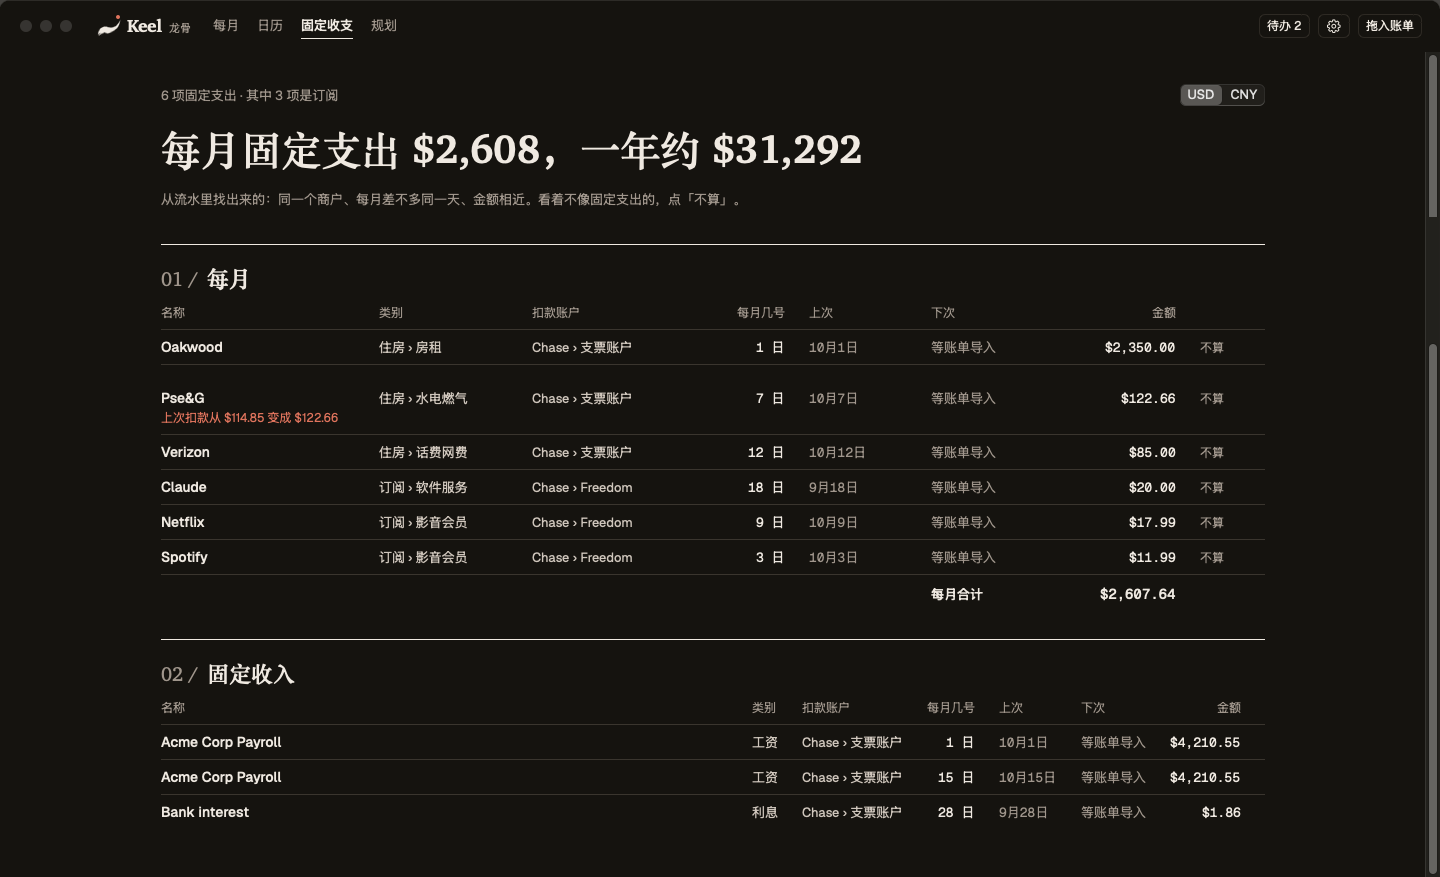 Keel 龙骨 每月 日历 固定收支 规划 待办 2 拖入账单
6 项固定支出 · 其中 3 项是订阅 USD CNY
每月固定支出 $2,608，一年约 $31,292
从流水里找出来的：同一个商户、每月差不多同一天、金额相近。看着不像固定支出的，点「不算」。
01 / 每月
名称 类别 扣款账户 每月几号 上次 下次 金额
Oakwood 住房 › 房租 Chase › 支票账户 1 日 10月1日 等账单导入 $2,350.00 不算
Pse&G 住房 › 水电燃气 Chase › 支票账户 7 日 10月7日 等账单导入 $122.66 不算
上次扣款从 $114.85 变成 $122.66
Verizon 住房 › 话费网费 Chase › 支票账户 12 日 10月12日 等账单导入 $85.00 不算
Claude 订阅 › 软件服务 Chase › Freedom 18 日 9月18日 等账单导入 $20.00 不算
Netflix 订阅 › 影音会员 Chase › Freedom 9 日 10月9日 等账单导入 $17.99 不算
Spotify 订阅 › 影音会员 Chase › Freedom 3 日 10月3日 等账单导入 $11.99 不算
每月合计 $2,607.64
02 / 固定收入
名称 类别 扣款账户 每月几号 上次 下次 金额
Acme Corp Payroll 工资 Chase › 支票账户 1 日 10月1日 等账单导入 $4,210.55
Acme Corp Payroll 工资 Chase › 支票账户 15 日 10月15日 等账单导入 $4,210.55
Bank interest 利息 Chase › 支票账户 28 日 9月28日 等账单导入 $1.86